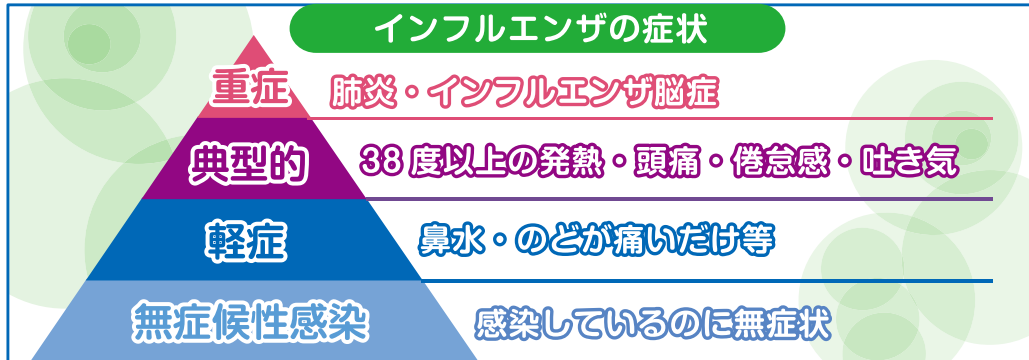 インフルエンザの症状
重症
肺炎・インフルエンザ脳症
典型的
38度以上の発熱・頭痛・倦怠感・吐き気
軽症
鼻水・のどが痛いだけ等
無症候性感染
感染しているのに無症状